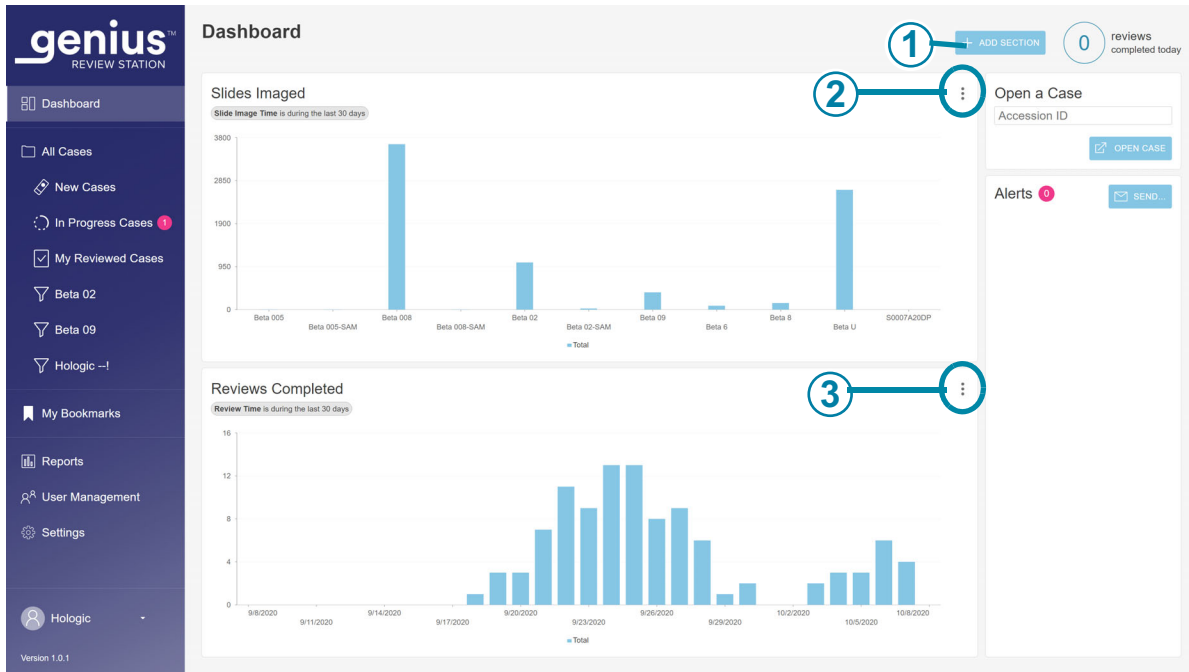 genius™
REVIEW STATION
Dashboard
All Cases
New Cases
In Progress Cases 1
My Reviewed Cases
Beta 02
Beta 09
Hologic --!
My Bookmarks
Reports
User Management
Settings
Hologic
Version 1.0.1
Dashboard
1
+ ADD SECTION
0 reviews
completed today
Slides Imaged
2
Slide Image Time is during the last 30 days
3800
2850
1900
950
0
Beta 005 Beta 008 Beta 02 Beta 09 Beta 8 S0007A20DP
Beta 005-SAM Beta 008-SAM Beta 02-SAM Beta 6 Beta U
Total
Reviews Completed
3
Review Time is during the last 30 days
16
12
8
4
0
9/8/2020 9/14/2020 9/20/2020 9/26/2020 10/2/2020 10/8/2020
9/11/2020 9/17/2020 9/23/2020 9/29/2020 10/5/2020
Total
Open a Case
Accession ID
OPEN CASE
Alerts 0
SEND...